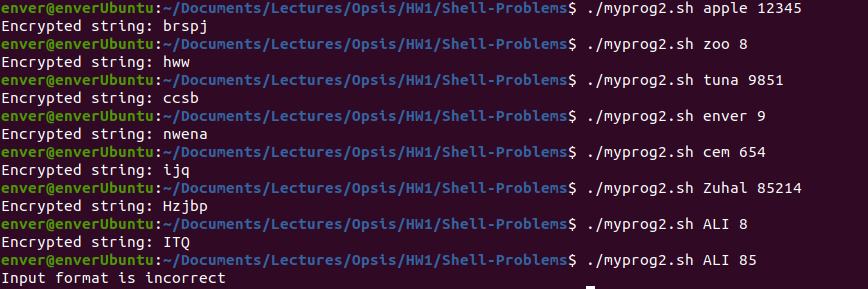 enver@enverUbuntu:~/Documents/Lectures/Opsis/HW1/Shell-Problems$ ./myprog2.sh apple 12345
Encrypted string: brspj
enver@enverUbuntu:~/Documents/Lectures/Opsis/HW1/Shell-Problems$ ./myprog2.sh zoo 8
Encrypted string: hww
enver@enverUbuntu:~/Documents/Lectures/Opsis/HW1/Shell-Problems$ ./myprog2.sh tuna 9851
Encrypted string: ccsb
enver@enverUbuntu:~/Documents/Lectures/Opsis/HW1/Shell-Problems$ ./myprog2.sh enver 9
Encrypted string: nwena
enver@enverUbuntu:~/Documents/Lectures/Opsis/HW1/Shell-Problems$ ./myprog2.sh cem 654
Encrypted string: ijq
enver@enverUbuntu:~/Documents/Lectures/Opsis/HW1/Shell-Problems$ ./myprog2.sh Zuhal 85214
Encrypted string: Hzjbp
enver@enverUbuntu:~/Documents/Lectures/Opsis/HW1/Shell-Problems$ ./myprog2.sh ALI 8
Encrypted string: ITQ
enver@enverUbuntu:~/Documents/Lectures/Opsis/HW1/Shell-Problems$ ./myprog2.sh ALI 85
Input format is incorrect